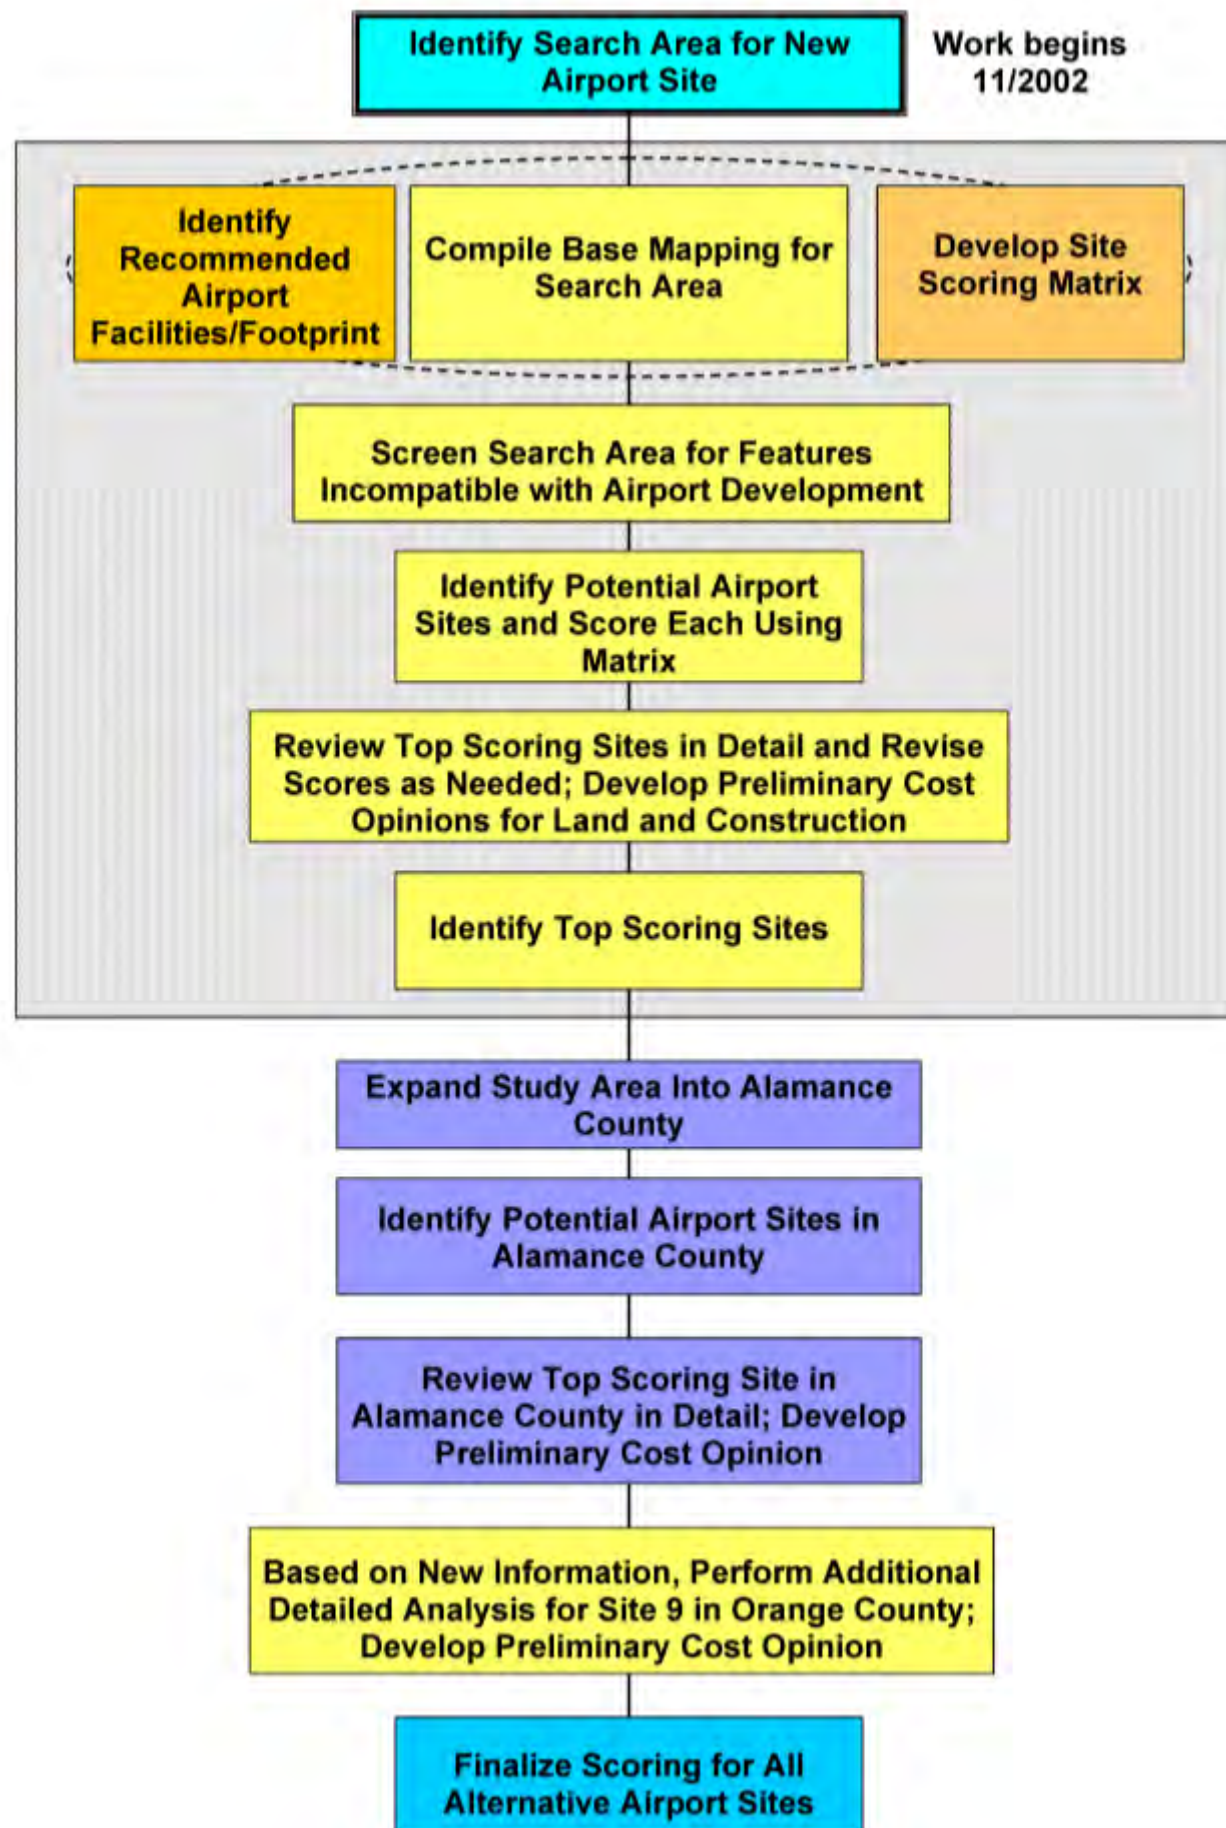 Identify Search Area for New
Airport Site
Work begins
11/2002
Identify
Recommended
Airport
Facilities/Footprint
Compile Base Mapping for
Search Area
Develop Site
Scoring Matrix
Screen Search Area for Features
Incompatible with Airport Development
Identify Potential Airport
Sites and Score Each Using
Matrix
Review Top Scoring Sites in Detail and Revise
Scores as Needed; Develop Preliminary Cost
Opinions for Land and Construction
Identify Top Scoring Sites
Expand Study Area Into Alamance
County
Identify Potential Airport Sites in
Alamance County
Review Top Scoring Site in
Alamance County in Detail; Develop
Preliminary Cost Opinion
Based on New Information, Perform Additional
Detailed Analysis for Site 9 in Orange County;
Develop Preliminary Cost Opinion
Finalize Scoring for All
Alternative Airport Sites